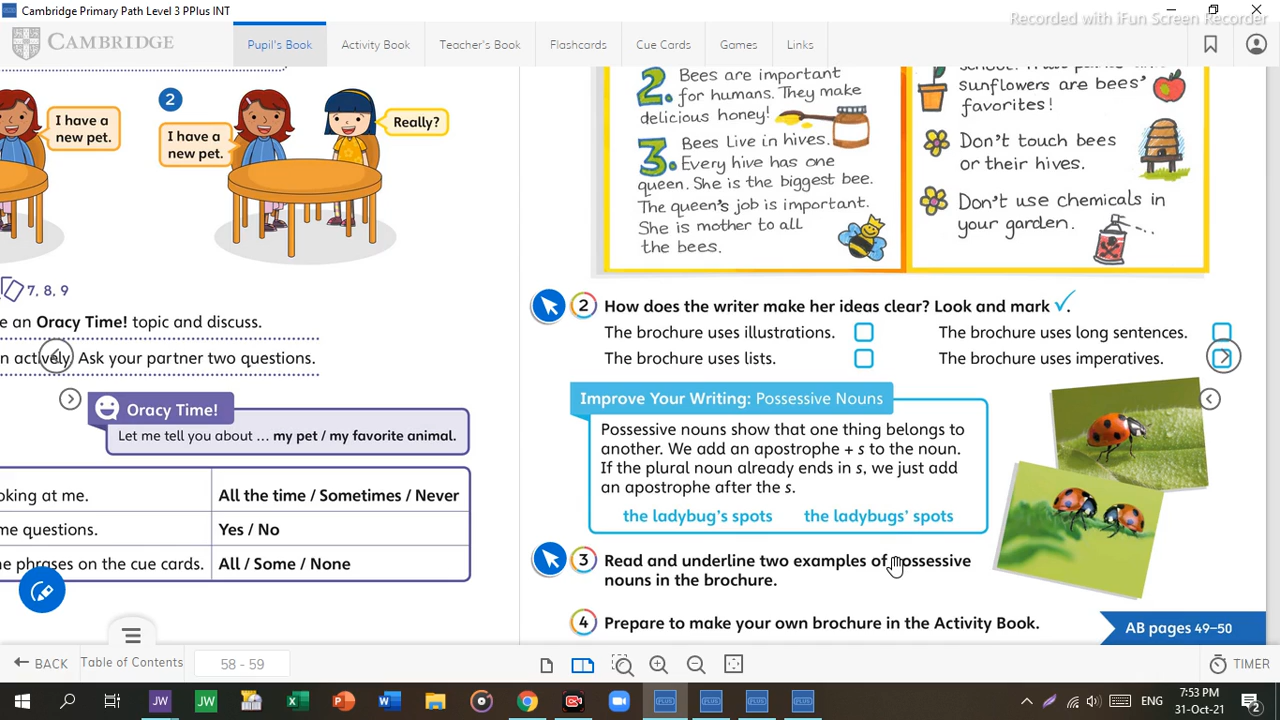 Cambridge Primary Path Level 3 PPlus INT
Recorded with iFun Screen Recorder
CAMBRIDGE
Pupil's Book
Activity Book
Teacher's Book
Flashcards
Cue Cards
Games
Links
2
I have a
new pet.
I have a
new pet.
Really?
7, 8, 9
e an Oracy Time! topic and discuss.
n actively. Ask your partner two questions.
Oracy Time!
Let me tell you about ... my pet / my favorite animal.
oking at me.
All the time / Sometimes / Never
me questions.
Yes / No
ne phrases on the cue cards.
All / Some / None
2. Bees are important
for humans. They make
delicious honey!
3. Bees Live in hives.
Every hive has one
queen. She is the biggest bee.
The queen's job is important.
She is mother to all
the bees.
sunflowers are bees'
favorites!
Don't touch bees
or their hives.
Don't use chemicals in
your garden.
2 How does the writer make her ideas clear? Look and mark ✓.
The brochure uses illustrations.
The brochure uses long sentences.
The brochure uses lists.
The brochure uses imperatives.
Improve Your Writing: Possessive Nouns
Possessive nouns show that one thing belongs to
another. We add an apostrophe + s to the noun.
If the plural noun already ends in s, we just add
an apostrophe after the s.
the ladybug's spots
the ladybugs' spots
3 Read and underline two examples of possessive
nouns in the brochure.
4 Prepare to make your own brochure in the Activity Book.
AB pages 49–50
BACK
Table of Contents
58 - 59
TIMER
JW
JW
PLUS
PLUS
PLUS
PLUS
ENG
7:53 PM
31-Oct-21
2